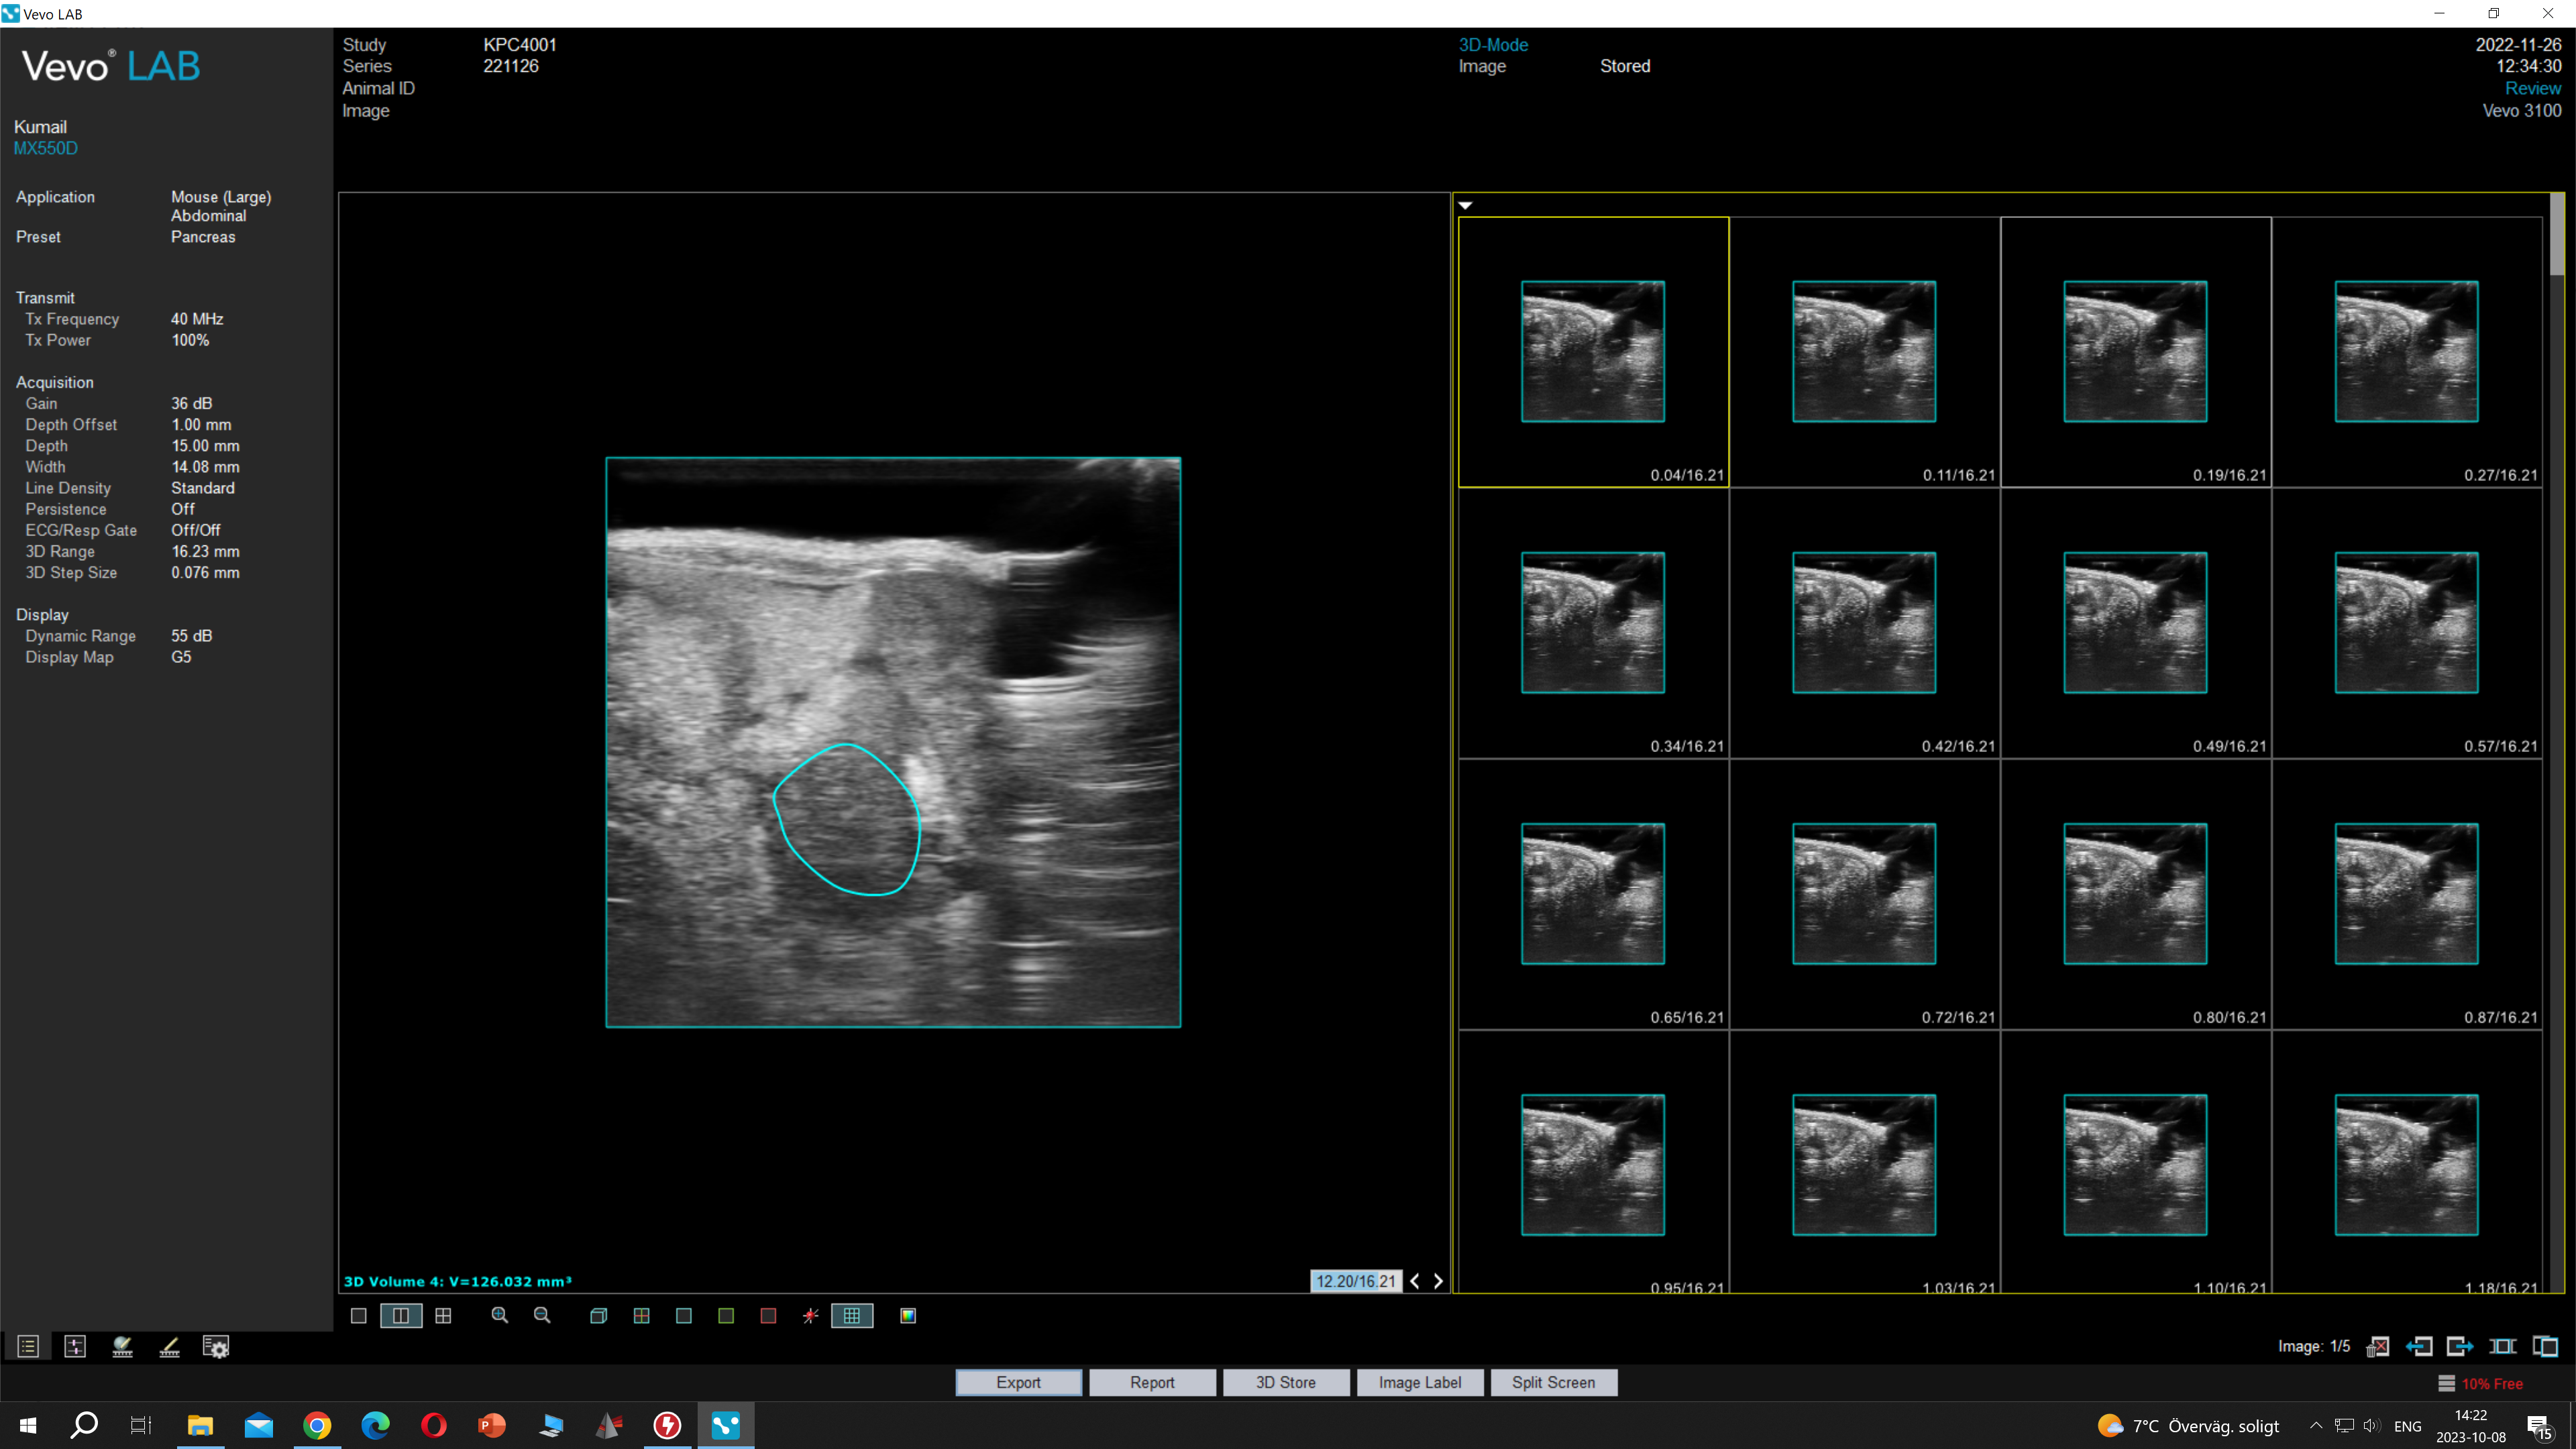 Vevo LAB
Vevo® LAB
Kumail
MX550D
Application Mouse (Large)
Abdominal
Preset Pancreas
Transmit
Tx Frequency 40 MHz
Tx Power 100%
Acquisition
Gain 36 dB
Depth Offset 1.00 mm
Depth 15.00 mm
Width 14.08 mm
Line Density Standard
Persistence Off
ECG/Resp Gate Off/Off
3D Range 16.23 mm
3D Step Size 0.076 mm
Display
Dynamic Range 55 dB
Display Map G5
Study KPC4001
Series 221126
Animal ID
Image
3D-Mode
Image Stored
2022-11-26
12:34:30
Review
Vevo 3100
3D Volume 4: V=126.032 mm³
12.20/16.21
0.04/16.21 0.11/16.21 0.19/16.21 0.27/16.21
0.34/16.21 0.42/16.21 0.49/16.21 0.57/16.21
0.65/16.21 0.72/16.21 0.80/16.21 0.87/16.21
0.95/16.21 1.03/16.21 1.10/16.21 1.18/16.21
Image: 1/5
Export Report 3D Store Image Label Split Screen
10% Free
7°C Överväg. soligt
ENG
14:22
2023-10-08
15